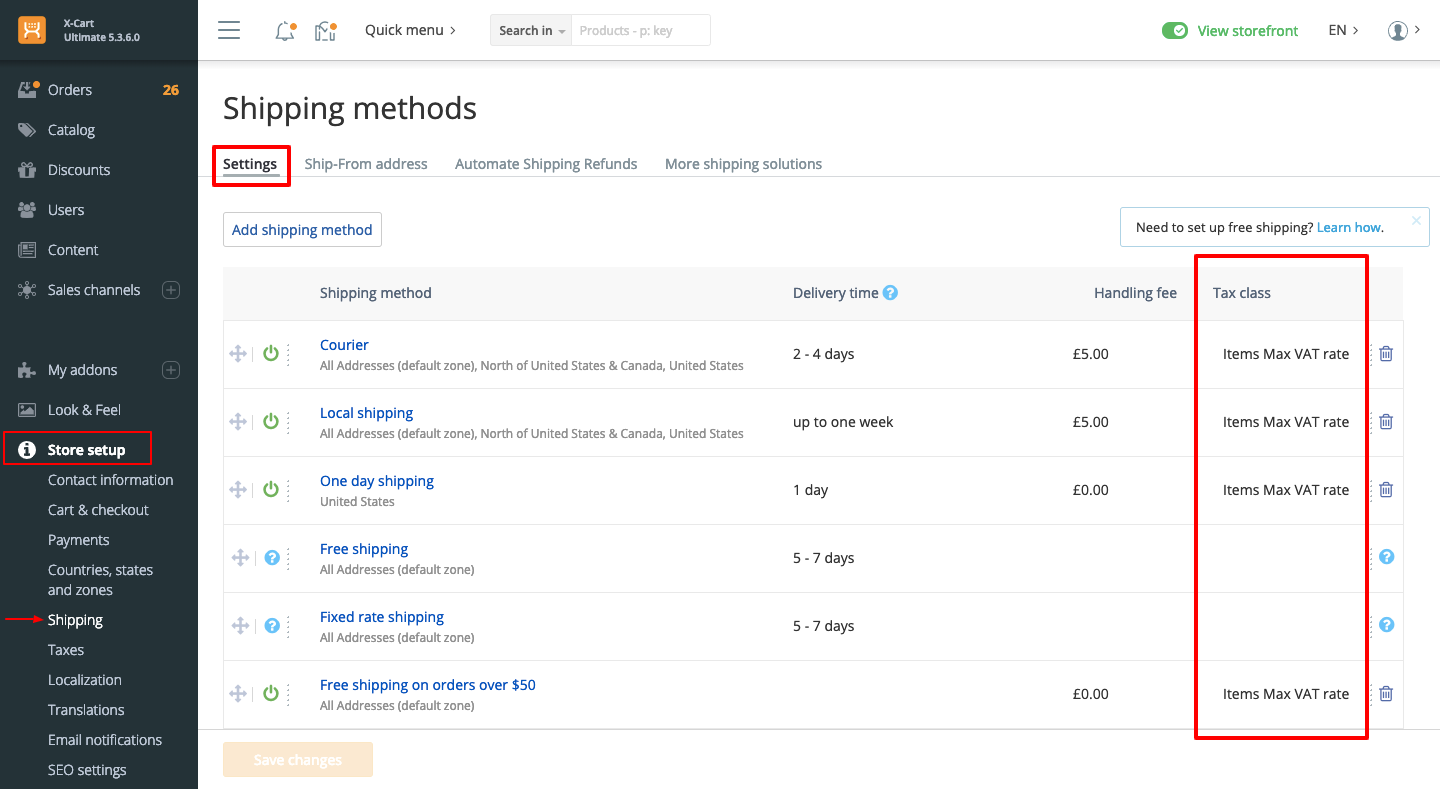 X-Cart
Ultimate 5.3.6.0
Quick menu
Search in
Products - p: key
View storefront
EN
Orders
26
Catalog
Discounts
Users
Content
Sales channels
My addons
Look & Feel
Store setup
Contact information
Cart & checkout
Payments
Countries, states
and zones
Shipping
Taxes
Localization
Translations
Email notifications
SEO settings
Shipping methods
Settings
Ship-From address
Automate Shipping Refunds
More shipping solutions
Add shipping method
Need to set up free shipping? Learn how.
Shipping method
Delivery time ?
Handling fee
Tax class
Courier
All Addresses (default zone), North of United States & Canada, United States
2 - 4 days
£5.00
Items Max VAT rate
Local shipping
All Addresses (default zone), North of United States & Canada, United States
up to one week
£5.00
Items Max VAT rate
One day shipping
United States
1 day
£0.00
Items Max VAT rate
?
Free shipping
All Addresses (default zone)
5 - 7 days
?
?
Fixed rate shipping
All Addresses (default zone)
5 - 7 days
?
Free shipping on orders over $50
All Addresses (default zone)
£0.00
Items Max VAT rate
Save changes